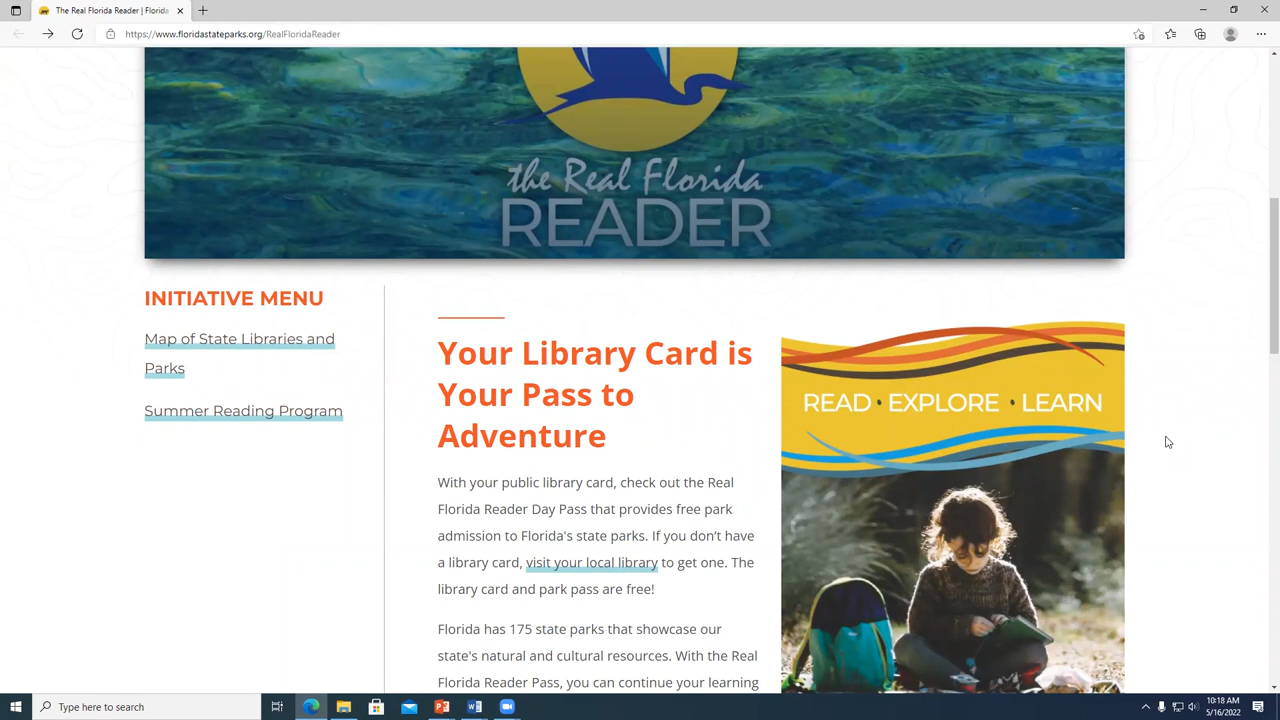 The Real Florida Reader | Florida
https://www.floridastateparks.org/RealFloridaReader
the Real Florida
READER
INITIATIVE MENU
Map of State Libraries and
Parks
Summer Reading Program
Your Library Card is
Your Pass to
Adventure
With your public library card, check out the Real
Florida Reader Day Pass that provides free park
admission to Florida's state parks. If you don’t have
a library card, visit your local library to get one. The
library card and park pass are free!
Florida has 175 state parks that showcase our
state's natural and cultural resources. With the Real
Florida Reader Pass, you can continue your learning
READ • EXPLORE • LEARN
Type here to search
10:18 AM
5/16/2022